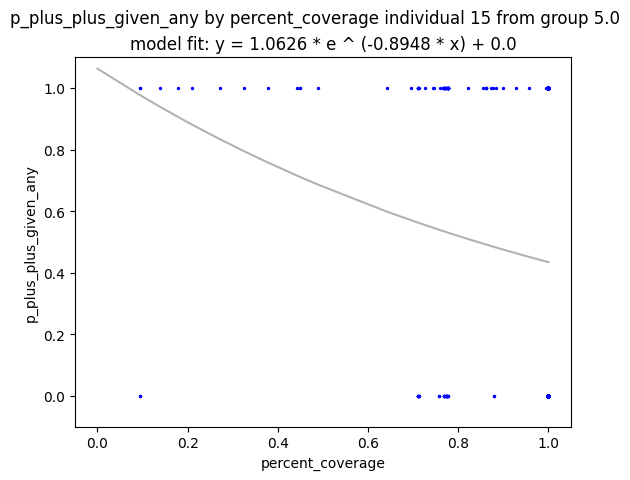 p_plus_plus_given_any by percent_coverage individual 15 from group 5.0
model fit: y = 1.0626 * e ^ (-0.8948 * x) + 0.0
1.0
0.8
0.6
0.4
0.2
0.0
p_plus_plus_given_any
0.0 0.2 0.4 0.6 0.8 1.0
percent_coverage